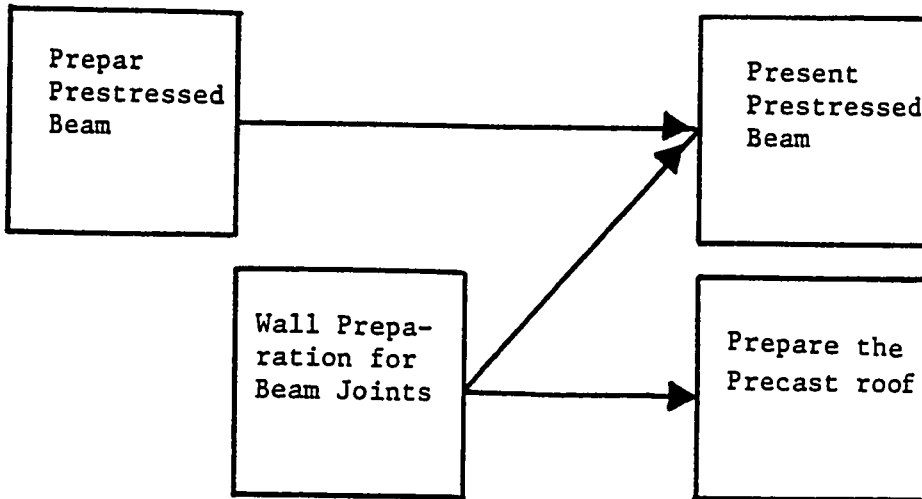 Prepar
Prestressed
Beam
Present
Prestressed
Beam
Wall Prepa-
ration for
Beam Joints
Prepare the
Precast roof